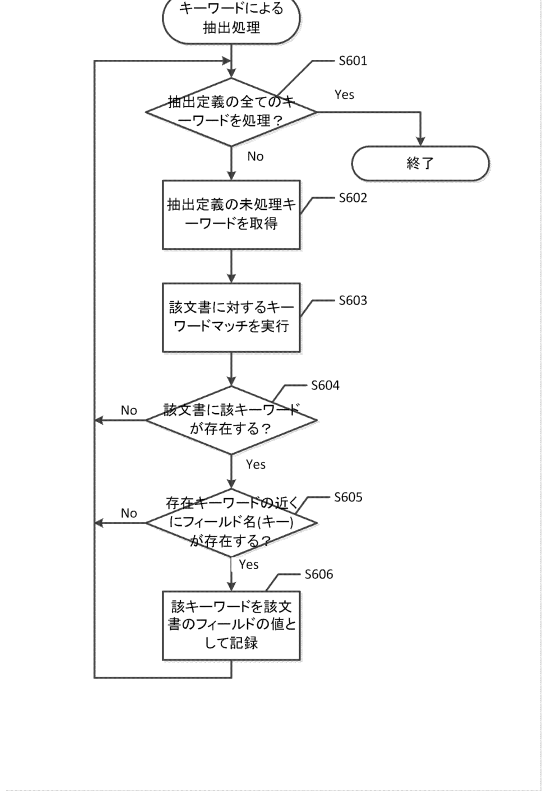 キーワードによる
抽出処理
S601
抽出定義の全てのキ
ーワードを処理？
Yes
No
終了
S602
抽出定義の未処理キ
ーワードを取得
S603
該文書に対するキー
ワードマッチを実行
S604
該文書に該キーワード
が存在する？
No
Yes
S605
存在キーワードの近く
にフィールド名(キー)
が存在する？
No
Yes
S606
該キーワードを該文
書のフィールドの値と
して記録